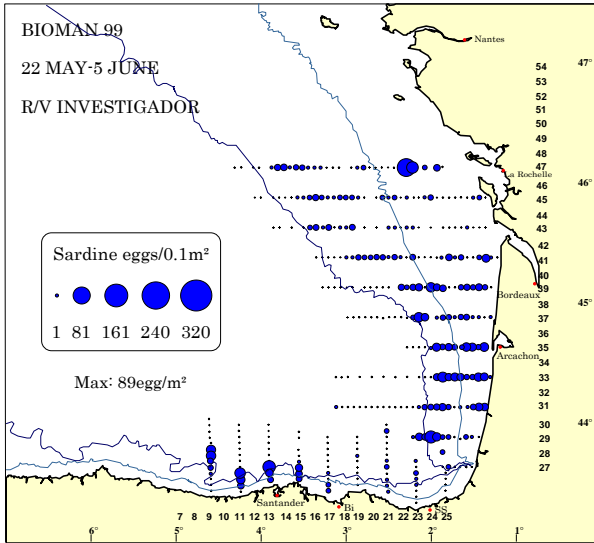 BIOMAN 99
22 MAY-5 JUNE
R/V INVESTIGADOR
Nantes
47°
54
53
52
51
50
49
48
47
La Rochelle
46
46°
45
44
43
42
41
40
Bordeaux
39
38
45°
37
36
35
Arcachon
34
33
32
31
44°
30
29
28
27
Sardine eggs/0.1m²
1 81 161 240 320
Max: 89egg/m²
Santander
Bi
SS
7 8 9 10 11 12 13 14 15 16 17 18 19 20 21 22 23 24 25
6° 5° 4° 3° 2° 1°